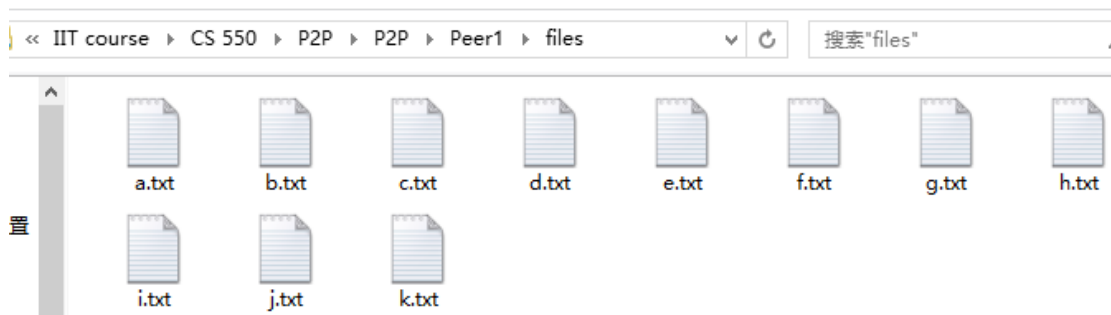 « IIT course CS 550 P2P P2P Peer1 files 搜索"files"
a.txt b.txt c.txt d.txt e.txt f.txt g.txt h.txt
置
i.txt j.txt k.txt